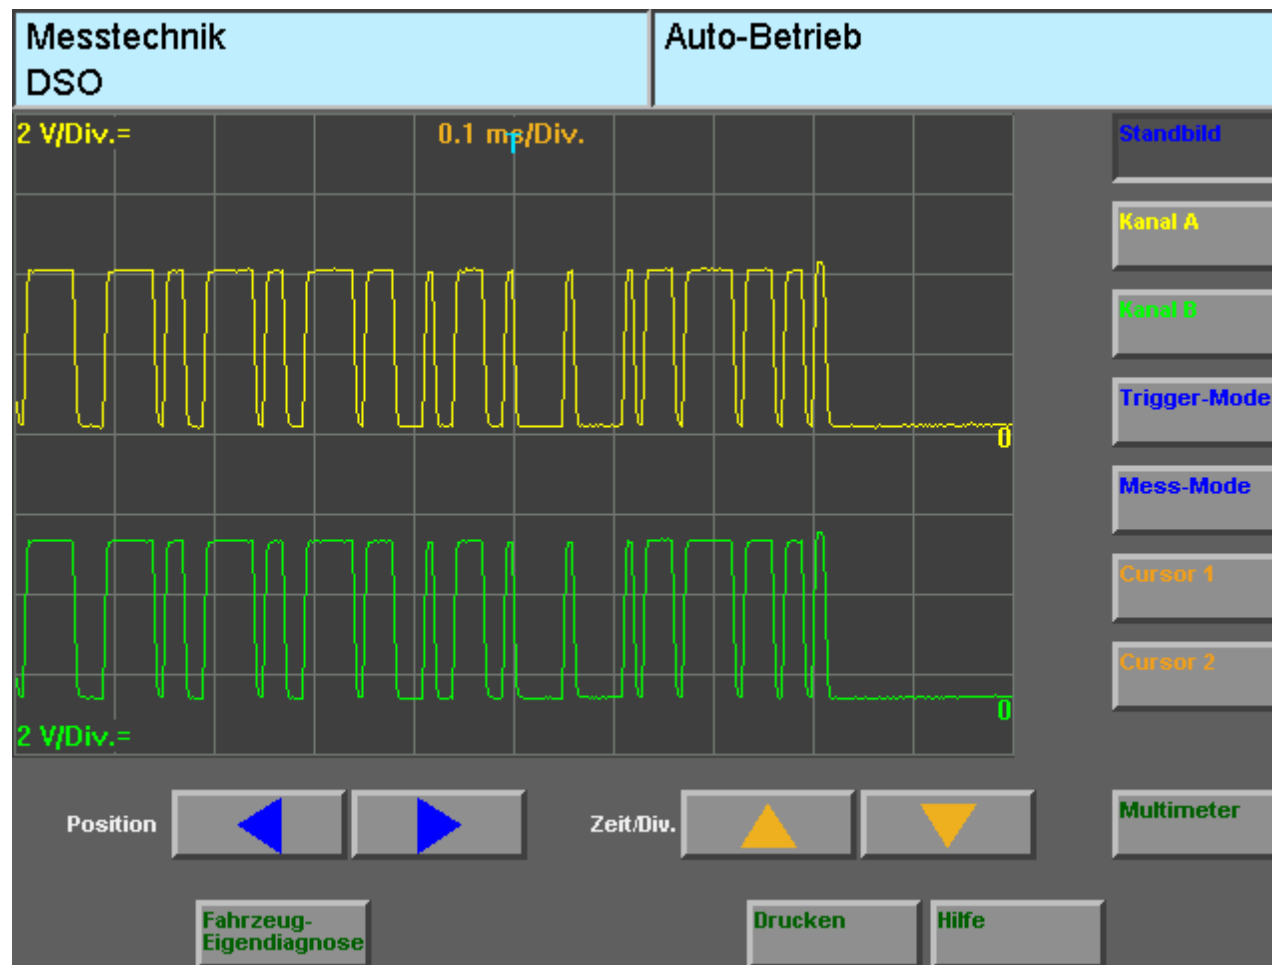 Messtechnik
DSO
Auto-Betrieb
2 V/Div.=
0.1 ms/Div.
T
Standbild
Kanal A
Kanal B
Trigger-Mode
Mess-Mode
Cursor 1
Cursor 2
0
0
2 V/Div.=
Position
Zeit/Div.
Multimeter
Fahrzeug-
Eigendiagnose
Drucken
Hilfe